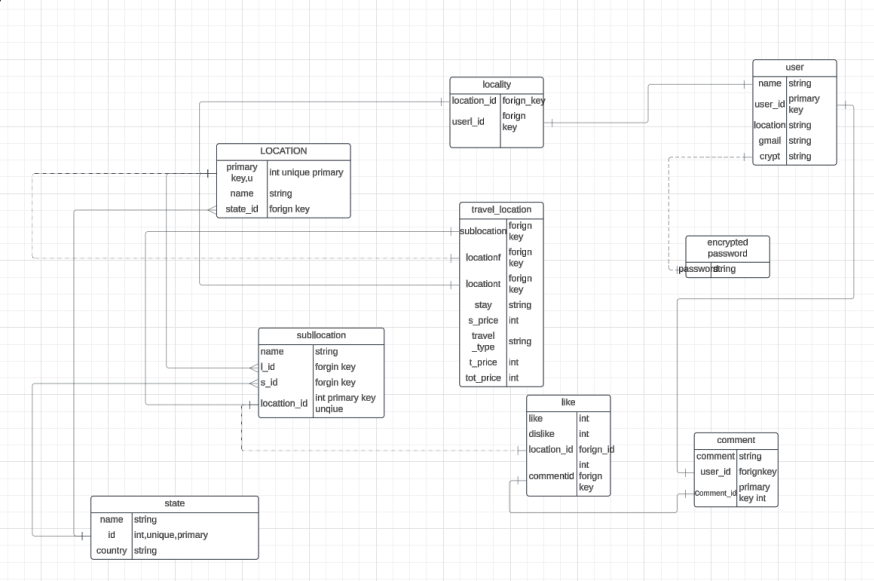 user
name string
user_id primary
key
location string
gmail string
crypt string
locality
location_id forign_key
userl_id forign
key
LOCATION
primary
key,u int unique primary
name string
state_id forign key
travel_location
sublocation forign
key
locationf forign
key
locationt forign
key
stay string
s_price int
travel
_type string
t_price int
tot_price int
encrypted
password
password string
subllocation
name string
l_id forgin key
s_id forgin key
locattion_id int primary key
unqiue
like
like int
dislike int
location_id forign_id
commentid int
forign
key
comment
comment string
user_id forignkey
Comment_id primary
key int
state
name string
id int,unique,primary
country string